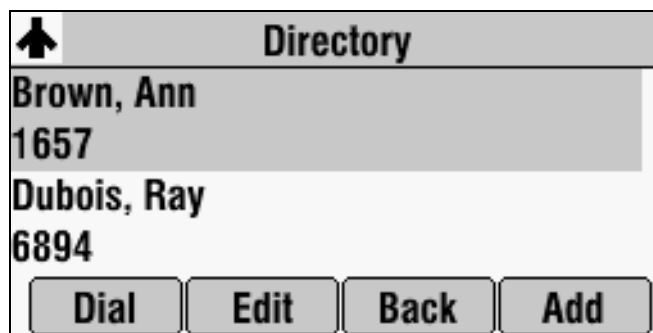 Directory
Brown, Ann
1657
Dubois, Ray
6894
Dial Edit Back Add